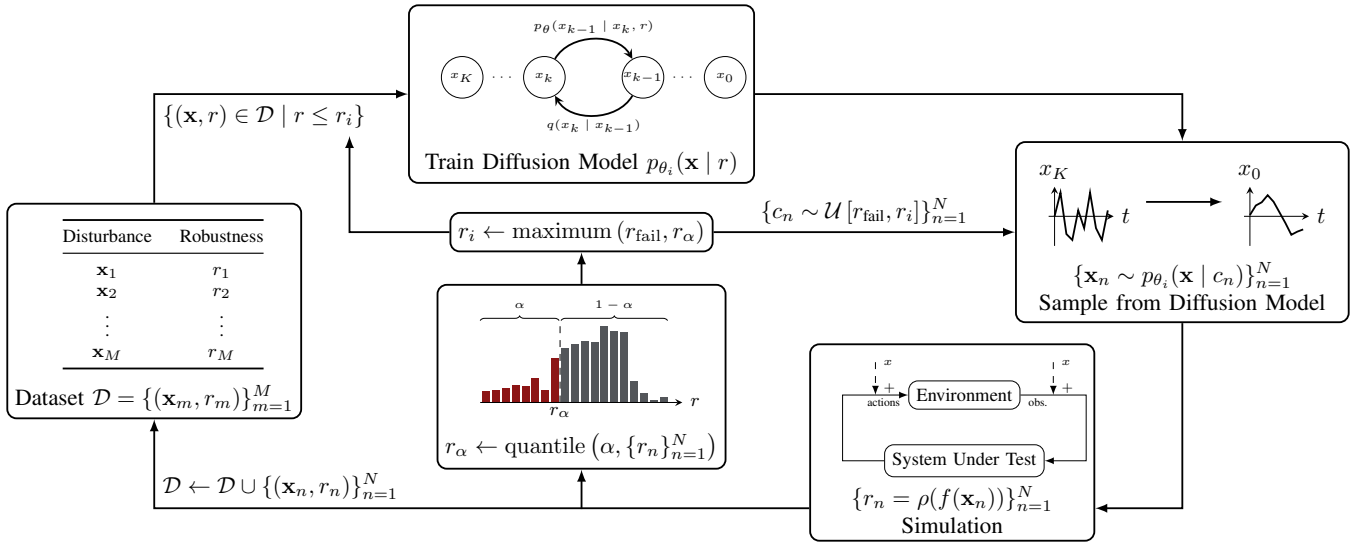 p_θ(x_{k−1} | x_k, r)
x_K ⋯ x_k x_{k−1} ⋯ x_0
q(x_k | x_{k−1})
Train Diffusion Model p_{θ_i}(𝐱 | r)
{(𝐱, r) ∈ 𝒟 | r ≤ r_i}
Disturbance Robustness
𝐱_1 r_1
𝐱_2 r_2
⋮ ⋮
𝐱_M r_M
Dataset 𝒟 = {(𝐱_m, r_m)}_{m=1}^M
r_i ← maximum (r_fail, r_α)
{c_n ∼ 𝒰 [r_fail, r_i]}_{n=1}^N
x_K x_0
t t
{𝐱_n ∼ p_{θ_i}(𝐱 | c_n)}_{n=1}^N
Sample from Diffusion Model
α 1 − α
r_α r
r_α ← quantile (α, {r_n}_{n=1}^N)
x x
+ +
actions Environment obs.
System Under Test
{r_n = ρ(f(𝐱_n))}_{n=1}^N
Simulation
𝒟 ← 𝒟 ∪ {(𝐱_n, r_n)}_{n=1}^N